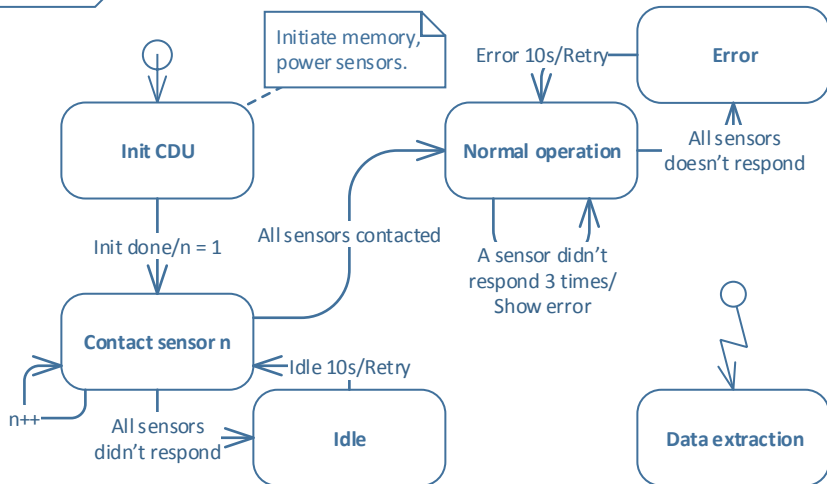 Initiate memory,
power sensors.
Error 10s/Retry
Error
Init CDU
Normal operation
All sensors
doesn't respond
Init done/n = 1
All sensors contacted
A sensor didn't
respond 3 times/
Show error
Contact sensor n
Idle 10s/Retry
n++
All sensors
didn't respond
Idle
Data extraction